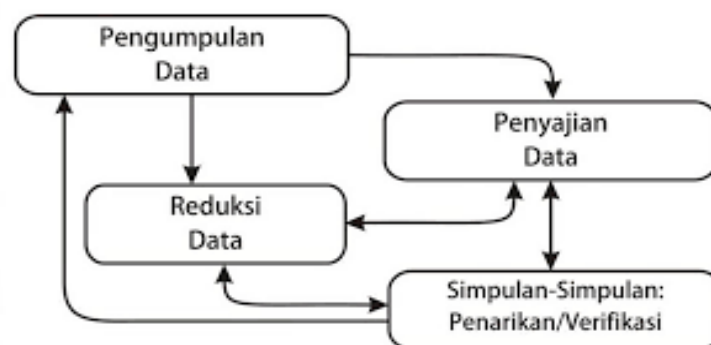 Pengumpulan
Data
Penyajian
Data
Reduksi
Data
Simpulan-Simpulan:
Penarikan/Verifikasi